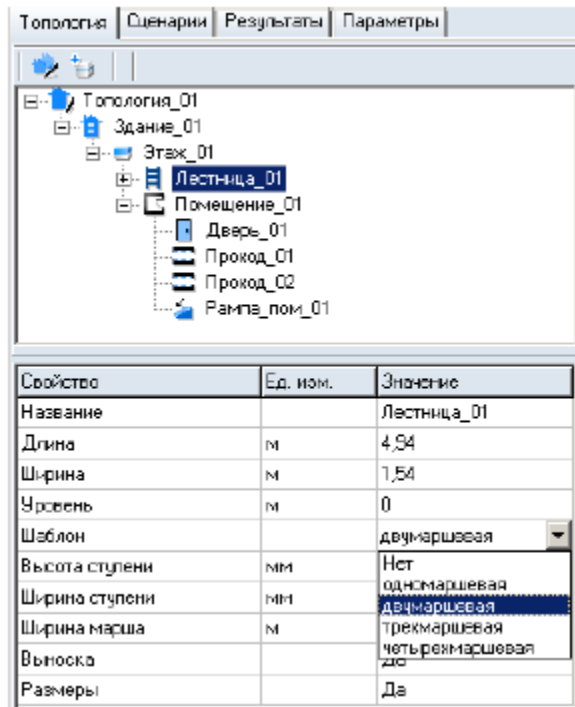 Топология Сценарии Результаты Параметры
Топология_01
Здание_01
Этаж_01
Лестница_01
Помещение_01
Дверь_01
Проход_01
Проход_02
Рампа_пом_01
Свойство Ед. изм. Значение
Название Лестница_01
Длина м 4,94
Ширина м 1,54
Уровень м 0
Шаблон двумаршевая
Высота ступени мм Нет
одномаршевая
Ширина ступени мм двумаршевая
Ширина марша м трехмаршевая
четырехмаршевая
Выноска Да
Размеры Да